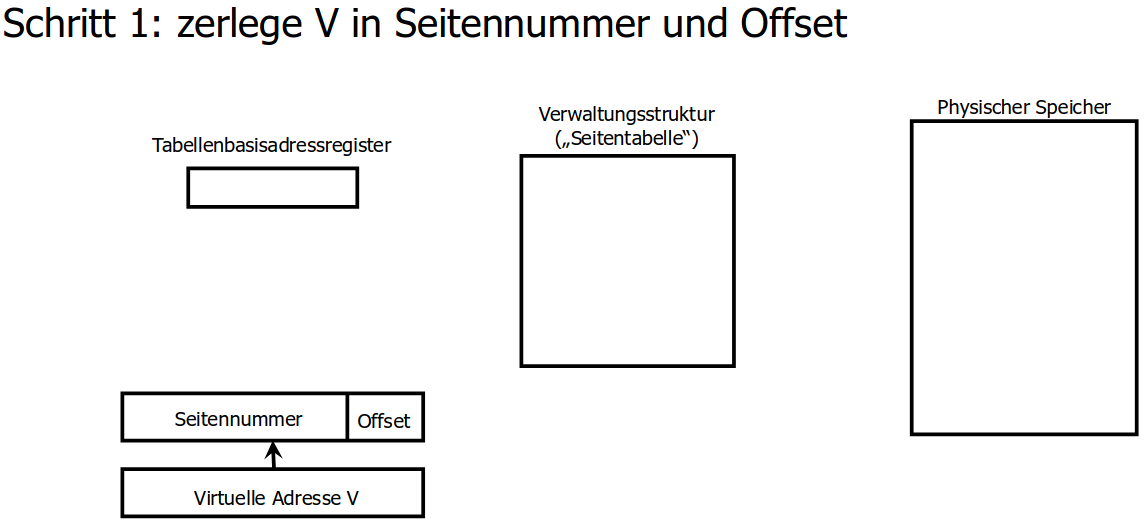 Schritt 1: zerlege V in Seitennummer und Offset
Tabellenbasisadressregister
Verwaltungsstruktur
(„Seitentabelle“)
Physischer Speicher
Seitennummer
Offset
Virtuelle Adresse V